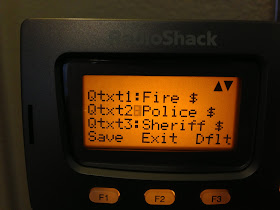 RadioShack
▲▼
Qtxt1:Fire $
Qtxt2:Police $
Qtxt3:Sheriff $
Save Exit Dflt
F1 F2 F3